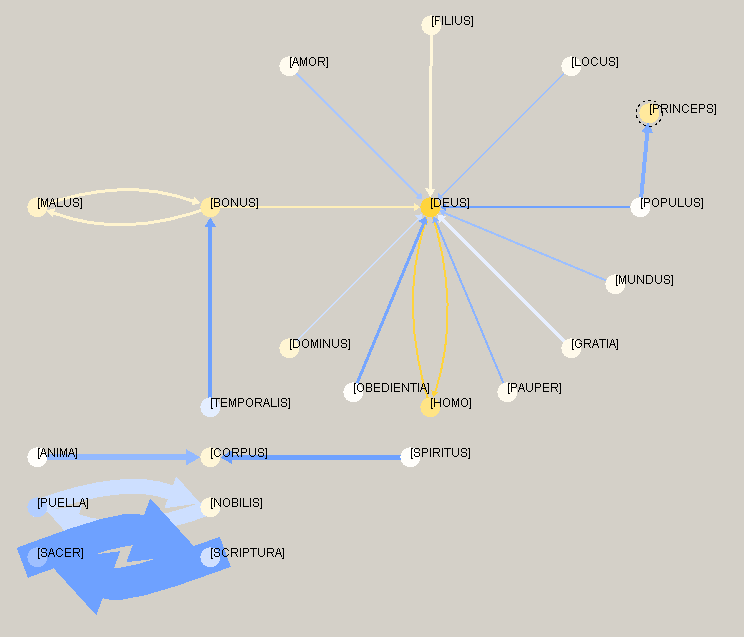 [FILIUS]
[AMOR]
[LOCUS]
[PRINCEPS]
[MALUS]
[BONUS]
[DEUS]
[POPULUS]
[MUNDUS]
[DOMINUS]
[GRATIA]
[OBEDIENTIA]
[PAUPER]
[TEMPORALIS]
[HOMO]
[ANIMA]
[CORPUS]
[SPIRITUS]
[PUELLA]
[NOBILIS]
[SACER]
[SCRIPTURA]